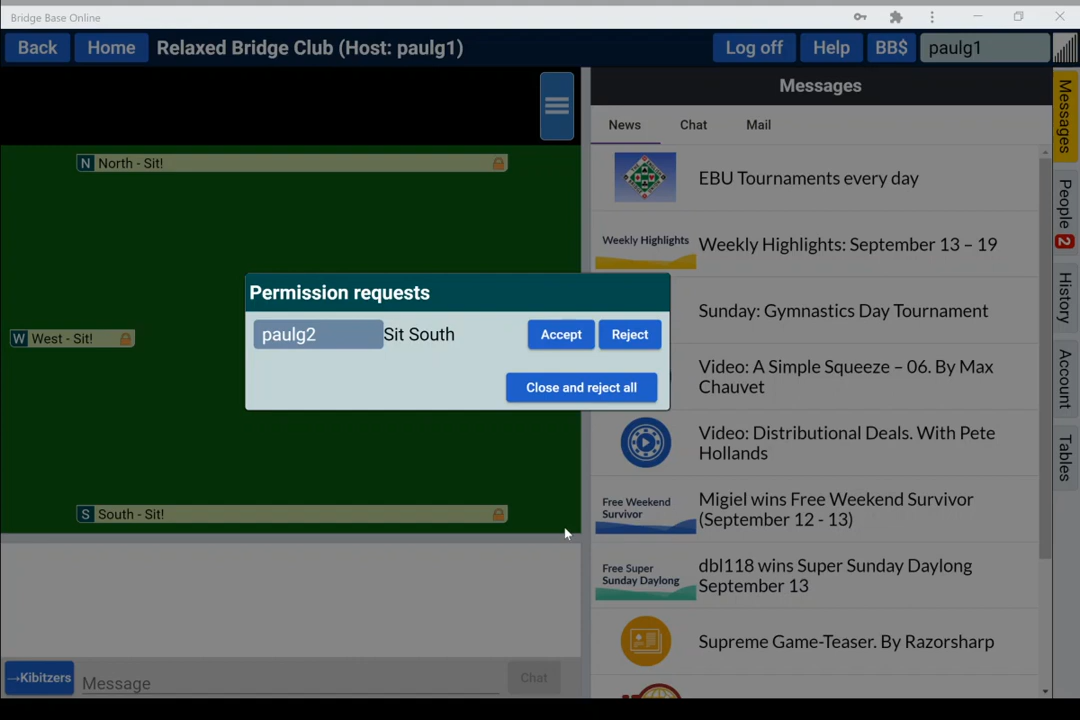 Bridge Base Online
Back
Home
Relaxed Bridge Club (Host: paulg1)
Log off
Help
BB$
paulg1
Messages
News
Chat
Mail
N North - Sit!
W West - Sit!
S South - Sit!
Permission requests
paulg2
Sit South
Accept
Reject
Close and reject all
EBU Tournaments every day
Weekly Highlights
Weekly Highlights: September 13 – 19
Sunday: Gymnastics Day Tournament
Video: A Simple Squeeze – 06. By Max
Chauvet
Video: Distributional Deals. With Pete
Hollands
Free Weekend
Survivor
Migiel wins Free Weekend Survivor
(September 12 - 13)
Free Super
Sunday Daylong
dbl118 wins Super Sunday Daylong
September 13
Supreme Game-Teaser. By Razorsharp
→Kibitzers
Message
Chat
Messages
People 2
History
Account
Tables